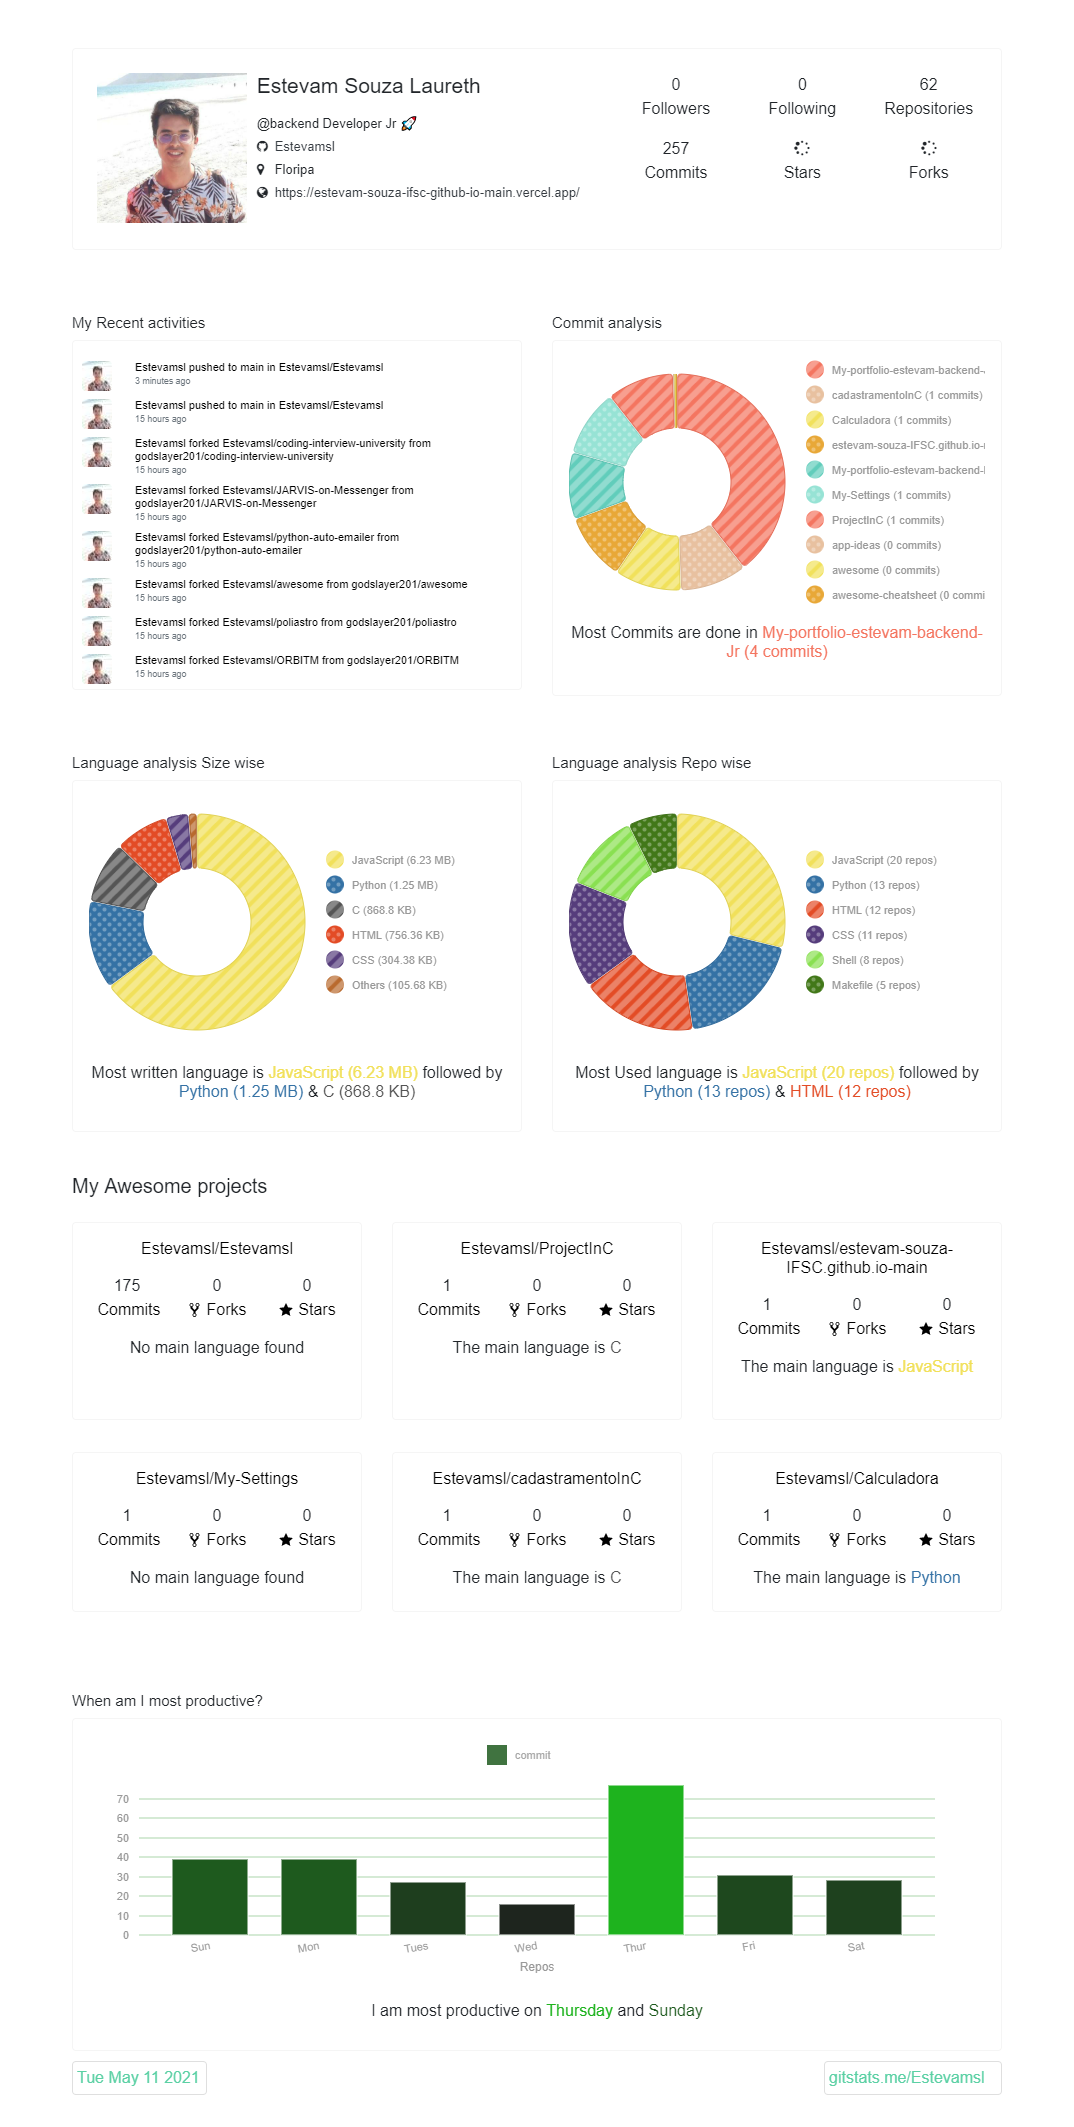 Estevam Souza Laureth
@backend Developer Jr 🚀
Estevamsl
Floripa
https://estevam-souza-ifsc-github-io-main.vercel.app/
0
0
62
Followers
Following
Repositories
257
Commits
Stars
Forks
My Recent activities
Estevamsl pushed to main in Estevamsl/Estevamsl
3 minutes ago
Estevamsl pushed to main in Estevamsl/Estevamsl
15 hours ago
Estevamsl forked Estevamsl/coding-interview-university from
godslayer201/coding-interview-university
15 hours ago
Estevamsl forked Estevamsl/JARVIS-on-Messenger from
godslayer201/JARVIS-on-Messenger
15 hours ago
Estevamsl forked Estevamsl/python-auto-emailer from
godslayer201/python-auto-emailer
15 hours ago
Estevamsl forked Estevamsl/awesome from godslayer201/awesome
15 hours ago
Estevamsl forked Estevamsl/poliastro from godslayer201/poliastro
15 hours ago
Estevamsl forked Estevamsl/ORBITM from godslayer201/ORBITM
15 hours ago
Commit analysis
My-portfolio-estevam-backend-
cadastramentoInC (1 commits)
Calculadora (1 commits)
estevam-souza-IFSC.github.io-
My-portfolio-estevam-backend-
My-Settings (1 commits)
ProjectInC (1 commits)
app-ideas (0 commits)
awesome (0 commits)
awesome-cheatsheet (0 commi
Most Commits are done in My-portfolio-estevam-backend-
Jr (4 commits)
Language analysis Size wise
JavaScript (6.23 MB)
Python (1.25 MB)
C (868.8 KB)
HTML (756.36 KB)
CSS (304.38 KB)
Others (105.68 KB)
Most written language is JavaScript (6.23 MB) followed by
Python (1.25 MB) & C (868.8 KB)
Language analysis Repo wise
JavaScript (20 repos)
Python (13 repos)
HTML (12 repos)
CSS (11 repos)
Shell (8 repos)
Makefile (5 repos)
Most Used language is JavaScript (20 repos) followed by
Python (13 repos) & HTML (12 repos)
My Awesome projects
Estevamsl/Estevamsl
175
0
0
Commits
Forks
Stars
No main language found
Estevamsl/ProjectInC
1
0
0
Commits
Forks
Stars
The main language is C
Estevamsl/estevam-souza-
IFSC.github.io-main
1
0
0
Commits
Forks
Stars
The main language is JavaScript
Estevamsl/My-Settings
1
0
0
Commits
Forks
Stars
No main language found
Estevamsl/cadastramentoInC
1
0
0
Commits
Forks
Stars
The main language is C
Estevamsl/Calculadora
1
0
0
Commits
Forks
Stars
The main language is Python
When am I most productive?
commit
70
60
50
40
30
20
10
0
Sun
Mon
Tues
Wed
Thur
Fri
Sat
Repos
I am most productive on Thursday and Sunday
Tue May 11 2021
gitstats.me/Estevamsl